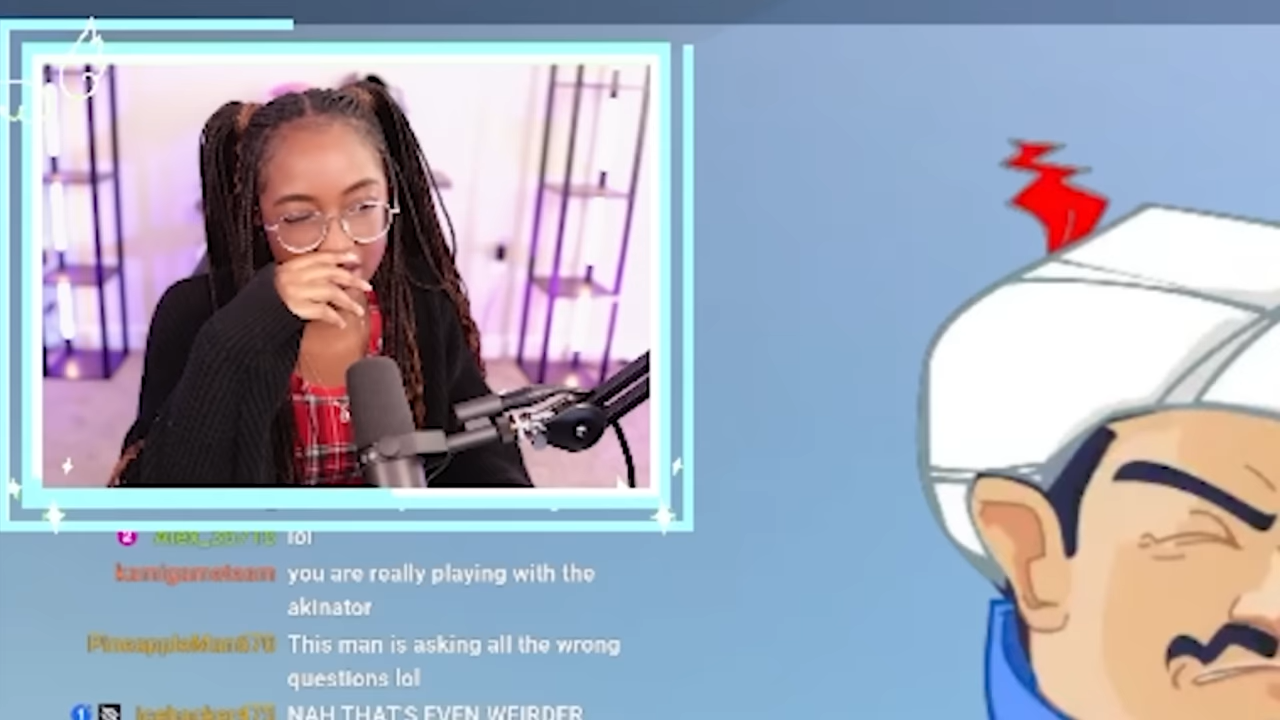 lol
you are really playing with the
akinator
This man is asking all the wrong
questions lol
NAH THAT'S EVEN WEIRDER